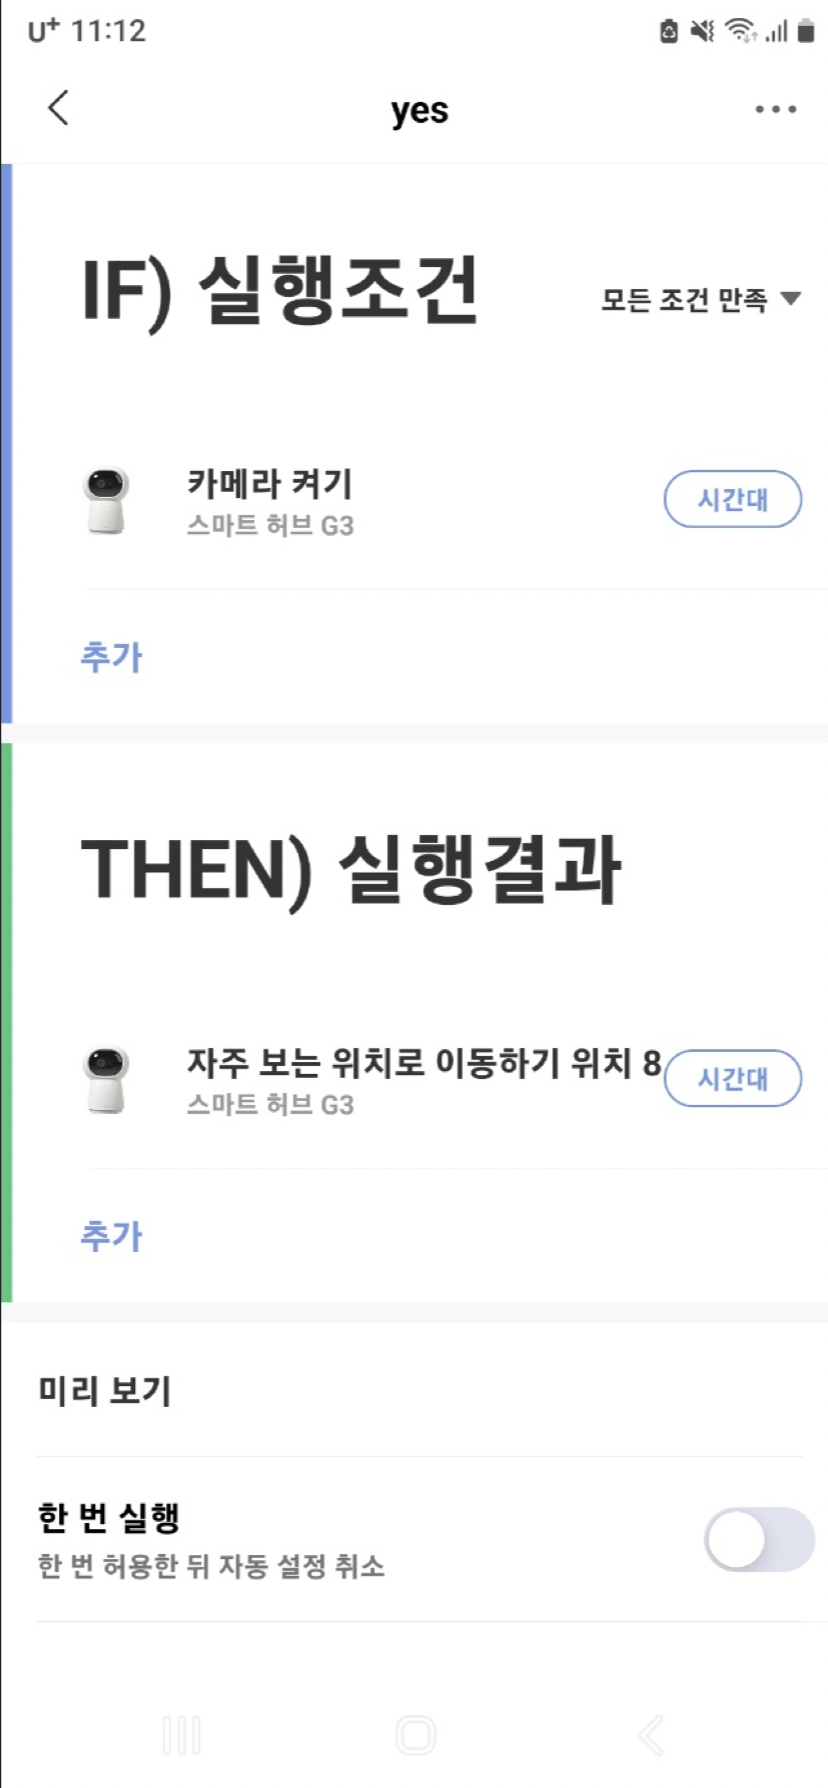 U+ 11:12
yes
IF) 실행조건
모든 조건 만족
카메라 켜기
스마트 허브 G3
시간대
추가
THEN) 실행결과
자주 보는 위치로 이동하기 위치 8
스마트 허브 G3
시간대
추가
미리 보기
한 번 실행
한 번 허용한 뒤 자동 설정 취소